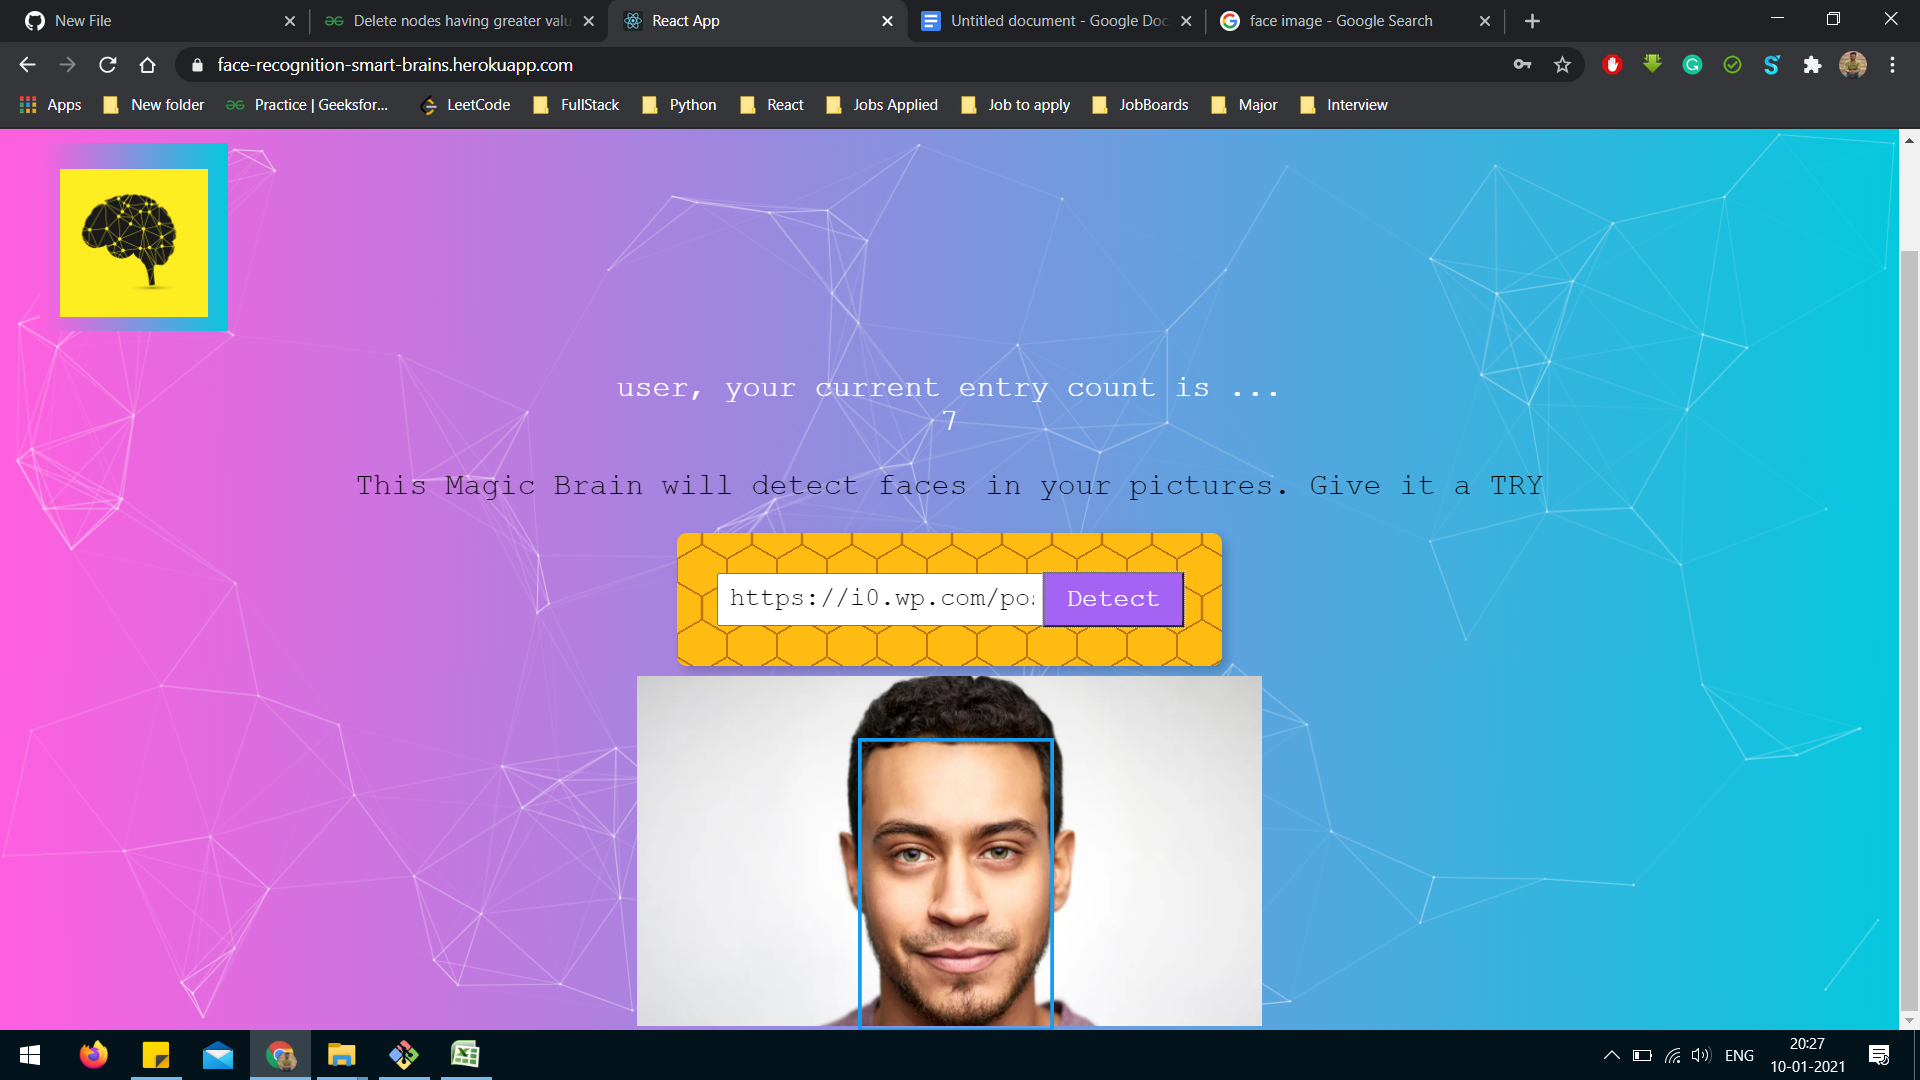 New File
Delete nodes having greater valu
React App
Untitled document - Google Doc
face image - Google Search
face-recognition-smart-brains.herokuapp.com
Apps
New folder
Practice | Geeksfor...
LeetCode
FullStack
Python
React
Jobs Applied
Job to apply
JobBoards
Major
Interview
user, your current entry count is ...
7
This Magic Brain will detect faces in your pictures. Give it a TRY
https://i0.wp.com/pos
Detect
ENG
20:27
10-01-2021